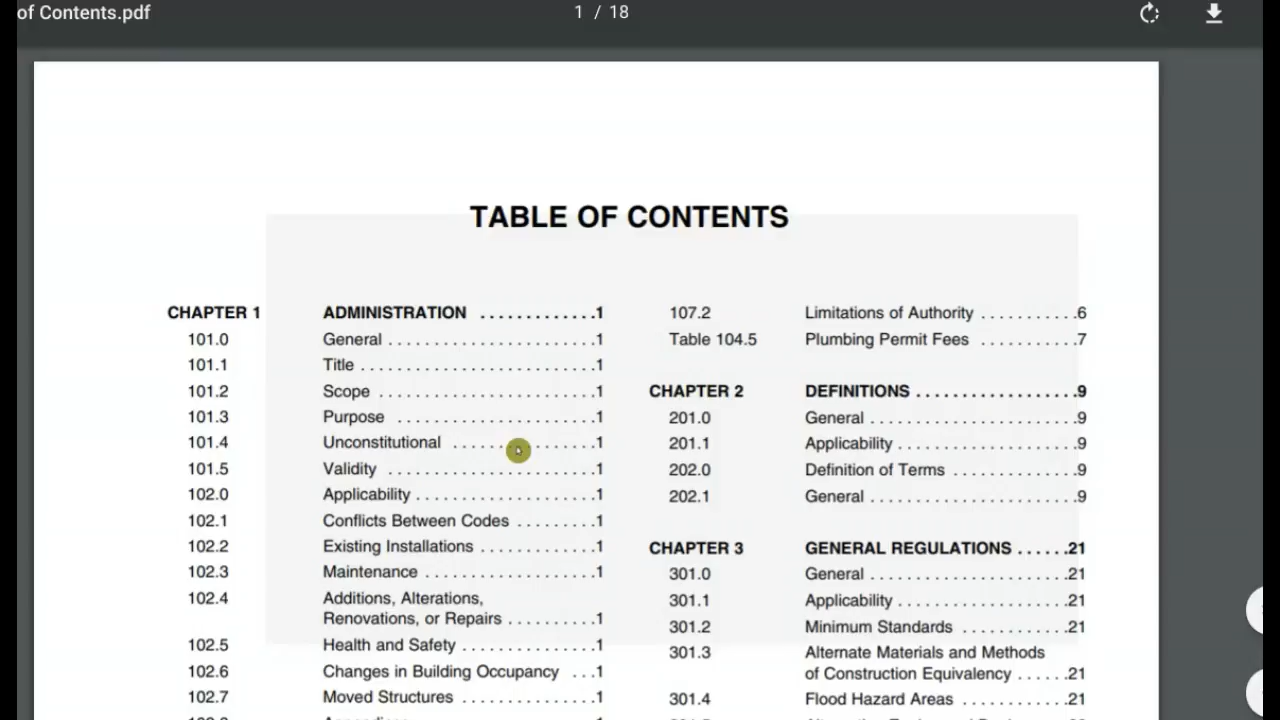 of Contents.pdf
1 / 18
TABLE OF CONTENTS
CHAPTER 1 ADMINISTRATION .............1
101.0 General ........................1
101.1 Title ...........................1
101.2 Scope .........................1
101.3 Purpose .......................1
101.4 Unconstitutional ................1
101.5 Validity ........................1
102.0 Applicability .....................1
102.1 Conflicts Between Codes .........1
102.2 Existing Installations .............1
102.3 Maintenance ....................1
102.4 Additions, Alterations,
Renovations, or Repairs ..........1
102.5 Health and Safety ...............1
102.6 Changes in Building Occupancy ...1
102.7 Moved Structures ................1
107.2 Limitations of Authority ...........6
Table 104.5 Plumbing Permit Fees ...........7
CHAPTER 2 DEFINITIONS ..................9
201.0 General ........................9
201.1 Applicability .....................9
202.0 Definition of Terms ..............9
202.1 General ........................9
CHAPTER 3 GENERAL REGULATIONS ......21
301.0 General .......................21
301.1 Applicability ....................21
301.2 Minimum Standards ............21
301.3 Alternate Materials and Methods
of Construction Equivalency ......21
301.4 Flood Hazard Areas .............21